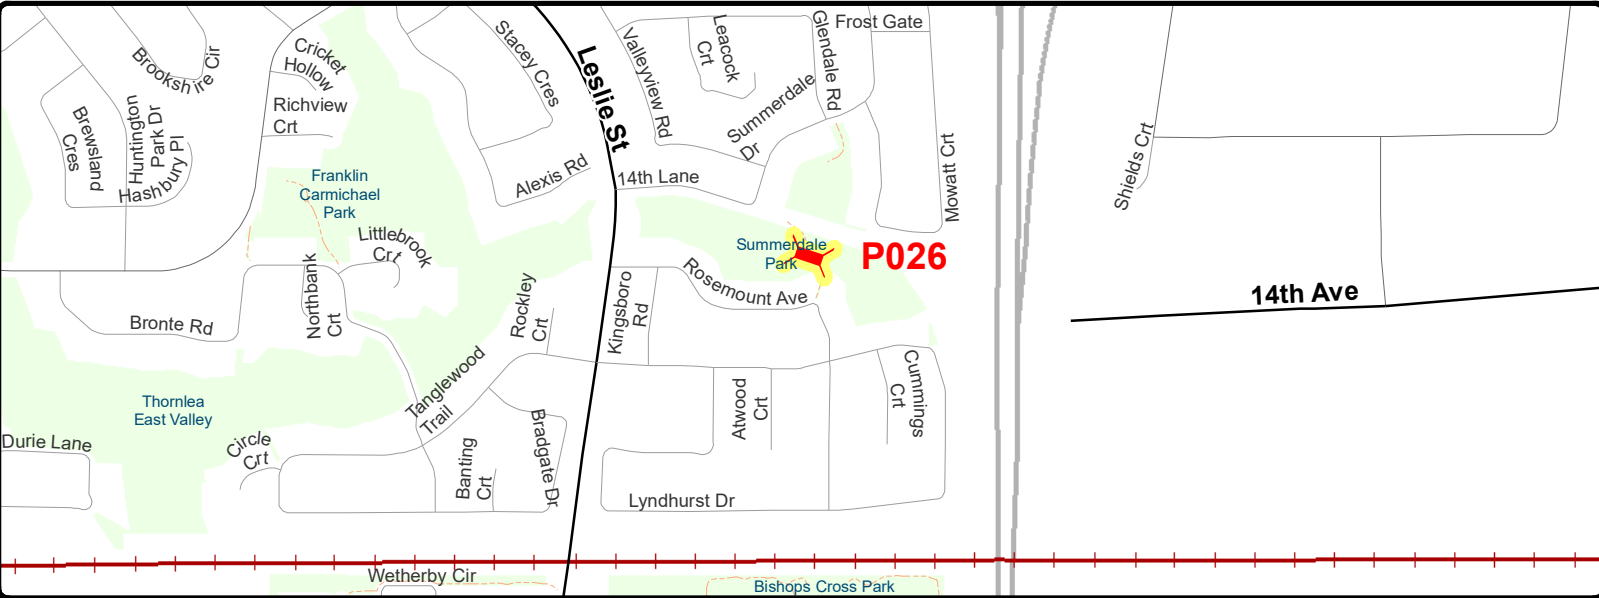 Frost Gate
Glendale Rd
Leacock
Crt
Stacey Cres
Valleyview Rd
Leslie St
Cricket
Hollow
Brookshire Cir
Richview
Crt
Brewsland
Cres
Huntington
Park Dr
Hashbury Pl
Summerdale
Dr
Mowatt Crt
Shields Crt
Alexis Rd
14th Lane
Franklin
Carmichael
Park
Littlebrook
Crt
Summerdale
Park
P026
Rosemount Ave
14th Ave
Northbank
Crt
Bronte Rd
Rockley
Crt
Kingsboro
Rd
Tanglewood
Trail
Thornlea
East Valley
Durie Lane
Circle
Crt
Banting
Crt
Bradgate Dr
Atwood
Crt
Cummings
Crt
Lyndhurst Dr
Wetherby Cir
Bishops Cross Park